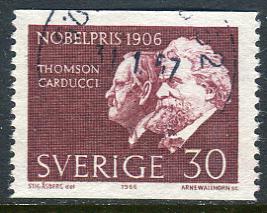 NOBELPRIS 1906
THOMSON
CARDUCCI
SVERIGE 30
STIG ÅSBERG del 1966 ARNE WALLHORN sc